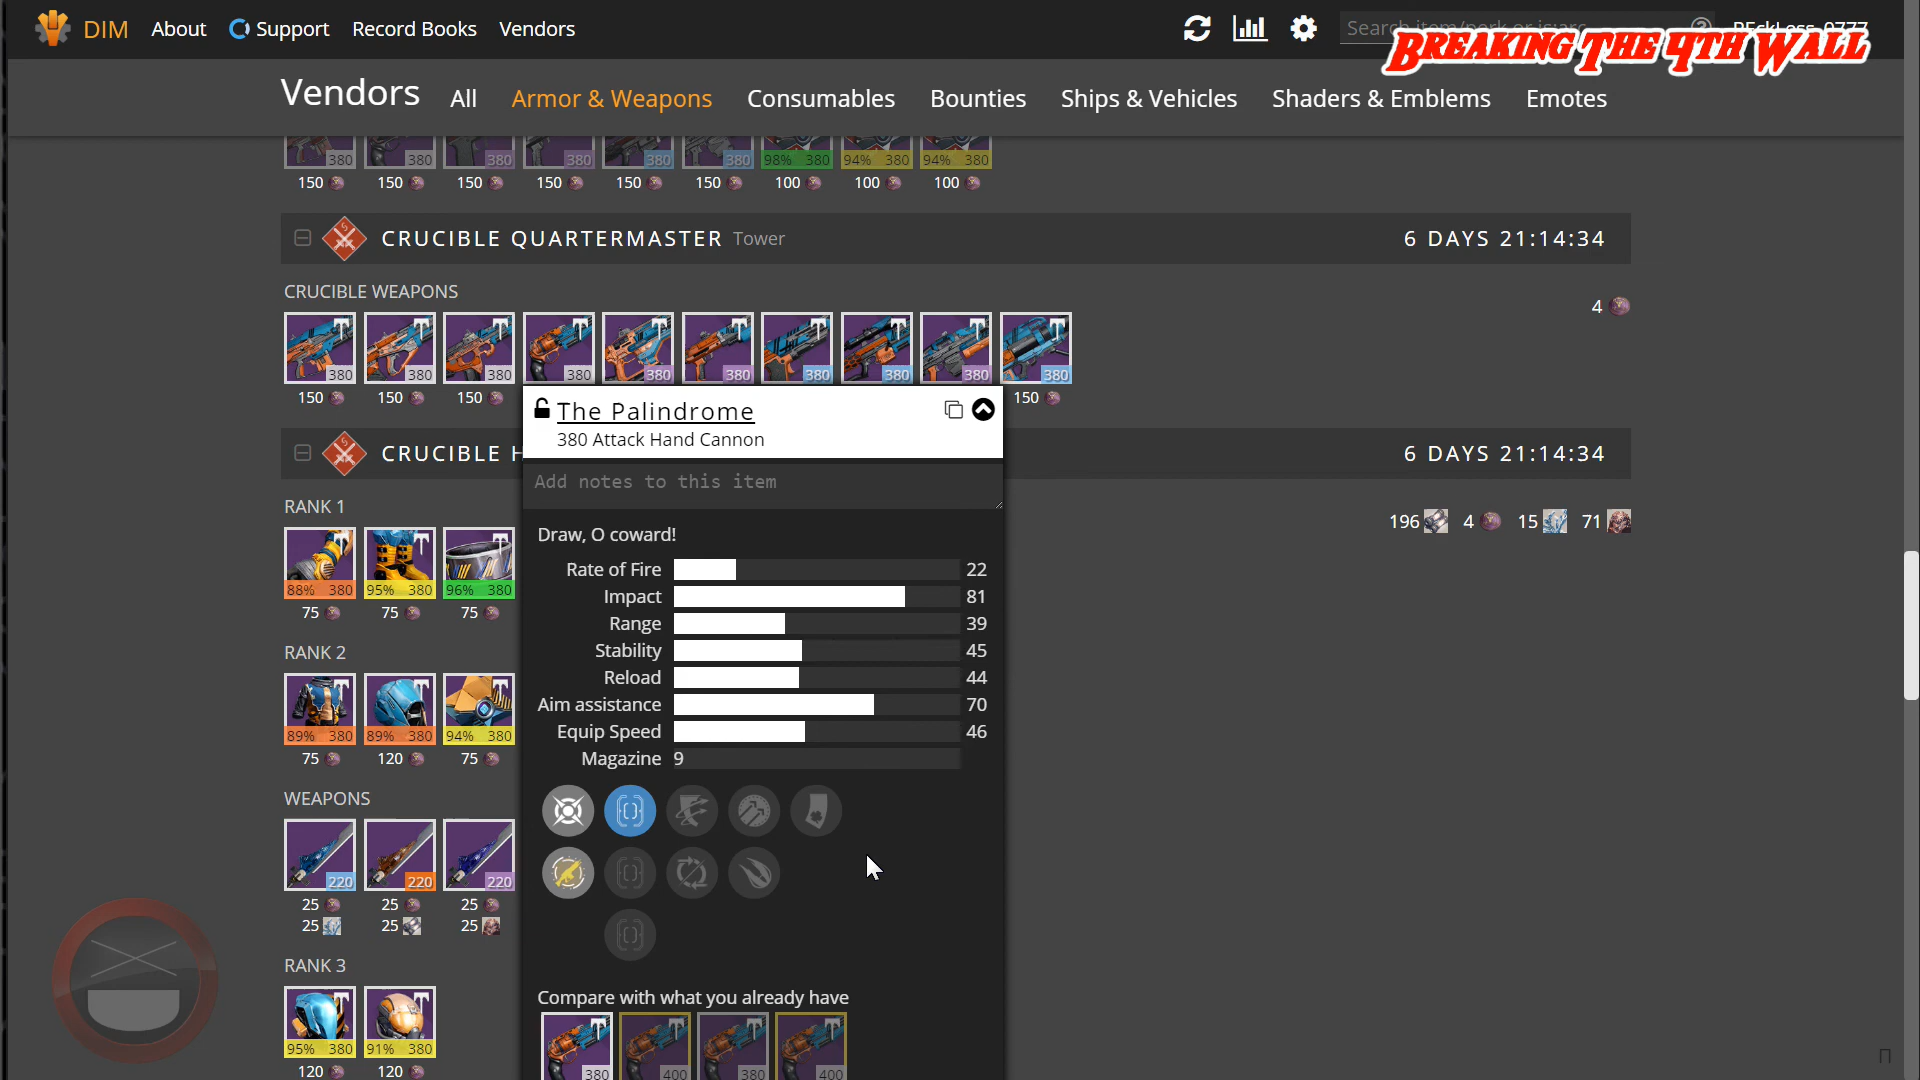 DIM About Support Record Books Vendors
BREAKING THE 4TH WALL
Vendors All Armor & Weapons Consumables Bounties Ships & Vehicles Shaders & Emblems Emotes
380 380 380 380 380 380 98% 380 94% 380 94% 380
150 150 150 150 150 150 100 100 100
CRUCIBLE QUARTERMASTER Tower 6 DAYS 21:14:34
CRUCIBLE WEAPONS
4
380 380 380 380 380 380 380 380 380 380
150 150 150 150
The Palindrome
380 Attack Hand Cannon
CRUCIBLE H 6 DAYS 21:14:34
Add notes to this item
RANK 1
196 4 15 71
Draw, O coward!
Rate of Fire 22
Impact 81
Range 39
Stability 45
Reload 44
Aim assistance 70
Equip Speed 46
Magazine 9
88% 380 95% 380 96% 380
75 75 75
RANK 2
89% 380 89% 380 94% 380
75 120 75
WEAPONS
220 220 220
25 25 25
25 25 25
RANK 3
95% 380 91% 380
120 120
Compare with what you already have
380 400 380 400